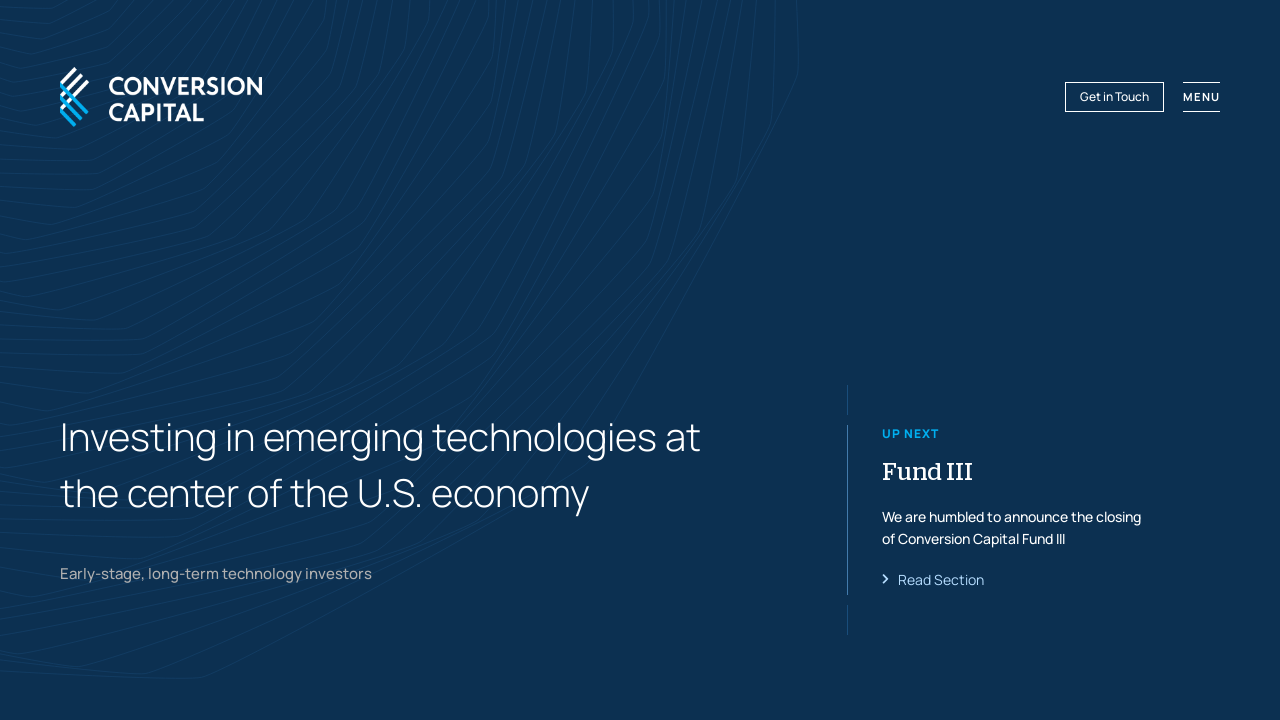 CONVERSION
CAPITAL
Get in Touch
MENU
Investing in emerging technologies at
the center of the U.S. economy
Early-stage, long-term technology investors
UP NEXT
Fund III
We are humbled to announce the closing
of Conversion Capital Fund III
Read Section